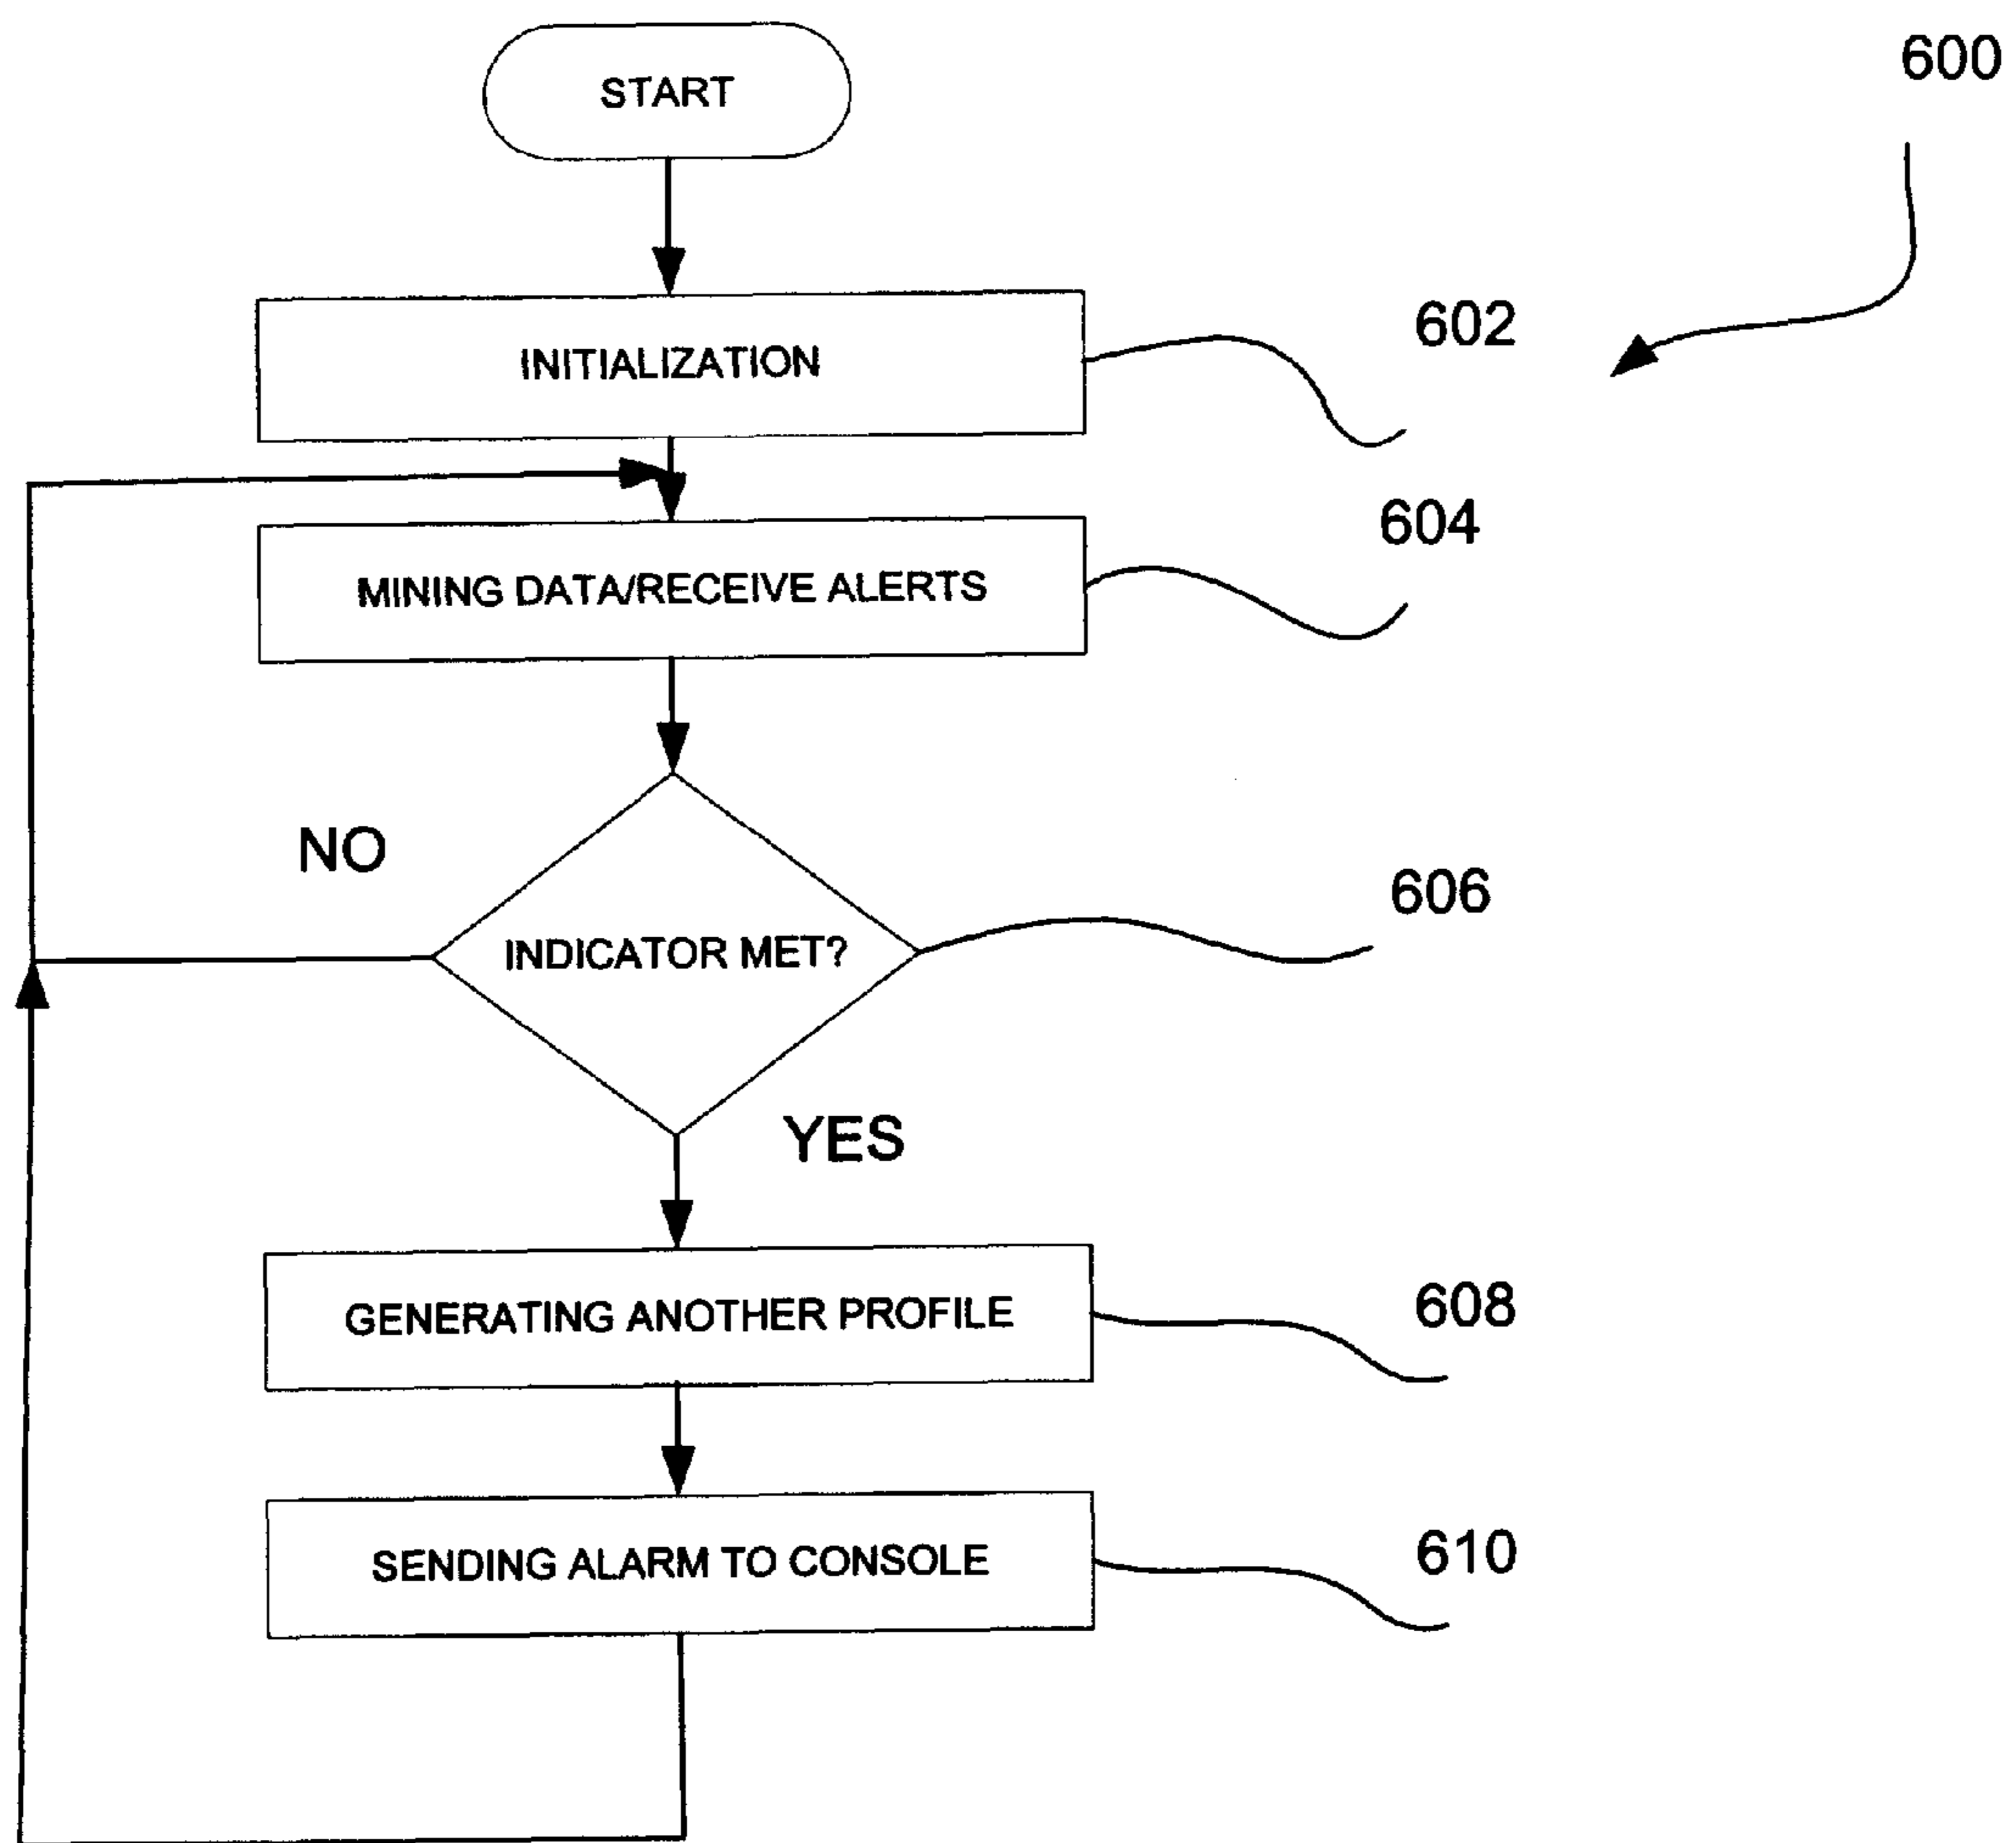 START
600
INITIALIZATION
602
MINING DATA/RECEIVE ALERTS
604
NO
INDICATOR MET?
606
YES
GENERATING ANOTHER PROFILE
608
SENDING ALARM TO CONSOLE
610